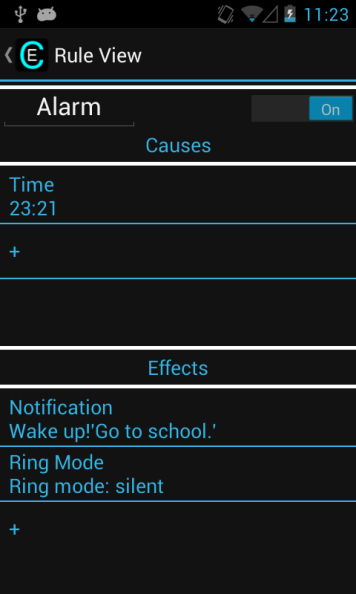 11:23
E Rule View
Alarm
On
Causes
Time
23:21
+
Effects
Notification
Wake up!'Go to school.'
Ring Mode
Ring mode: silent
+